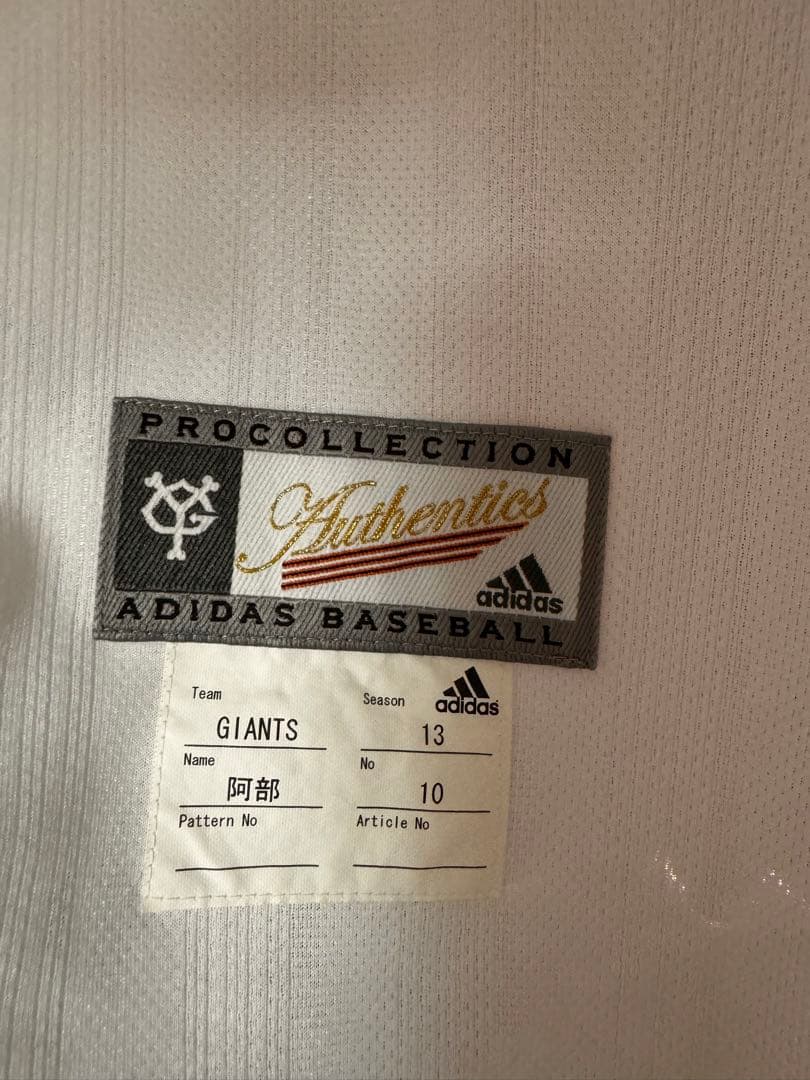 PROCOLLECTION
YG
Authentics
adidas
ADIDAS BASEBALL
adidas
Team Season
GIANTS 13
Name No
阿部 10
Pattern No Article No